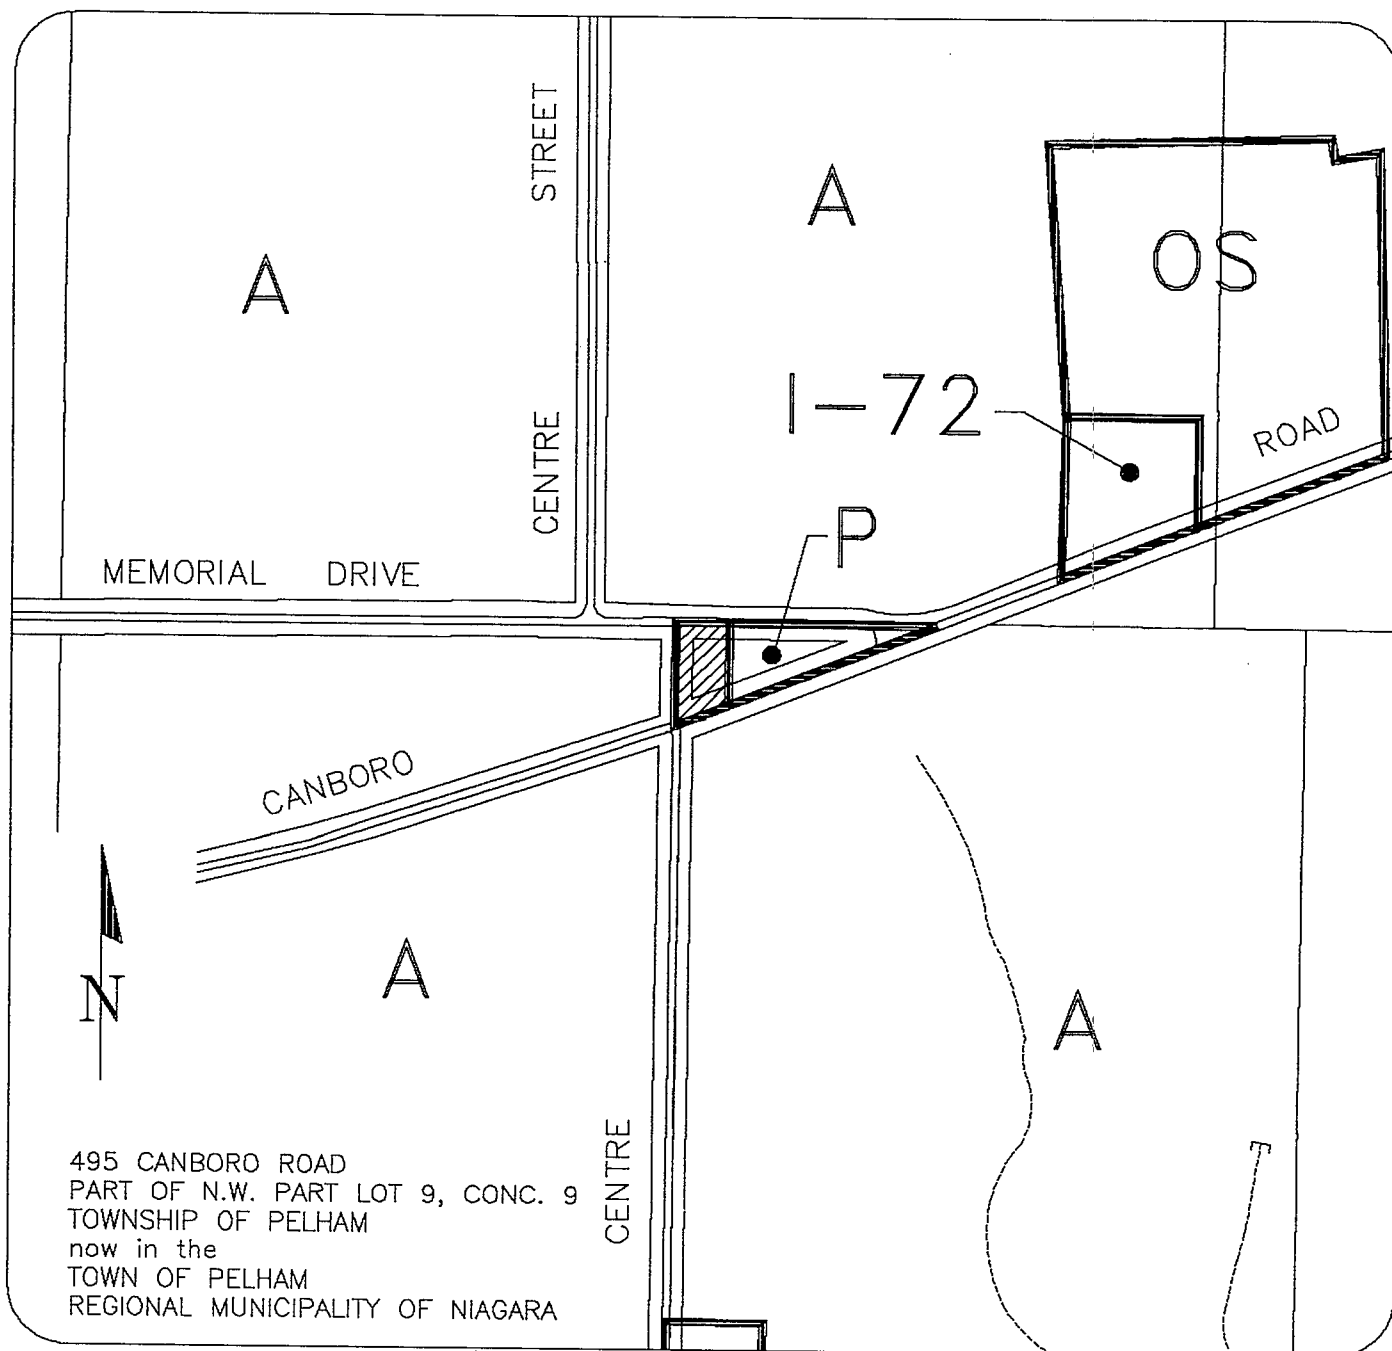 STREET
A
A
OS
I-72
ROAD
CENTRE
P
MEMORIAL DRIVE
CANBORO
N
A
A
CENTRE
E
495 CANBORO ROAD
PART OF N.W. PART LOT 9, CONC. 9
TOWNSHIP OF PELHAM
now in the
TOWN OF PELHAM
REGIONAL MUNICIPALITY OF NIAGARA